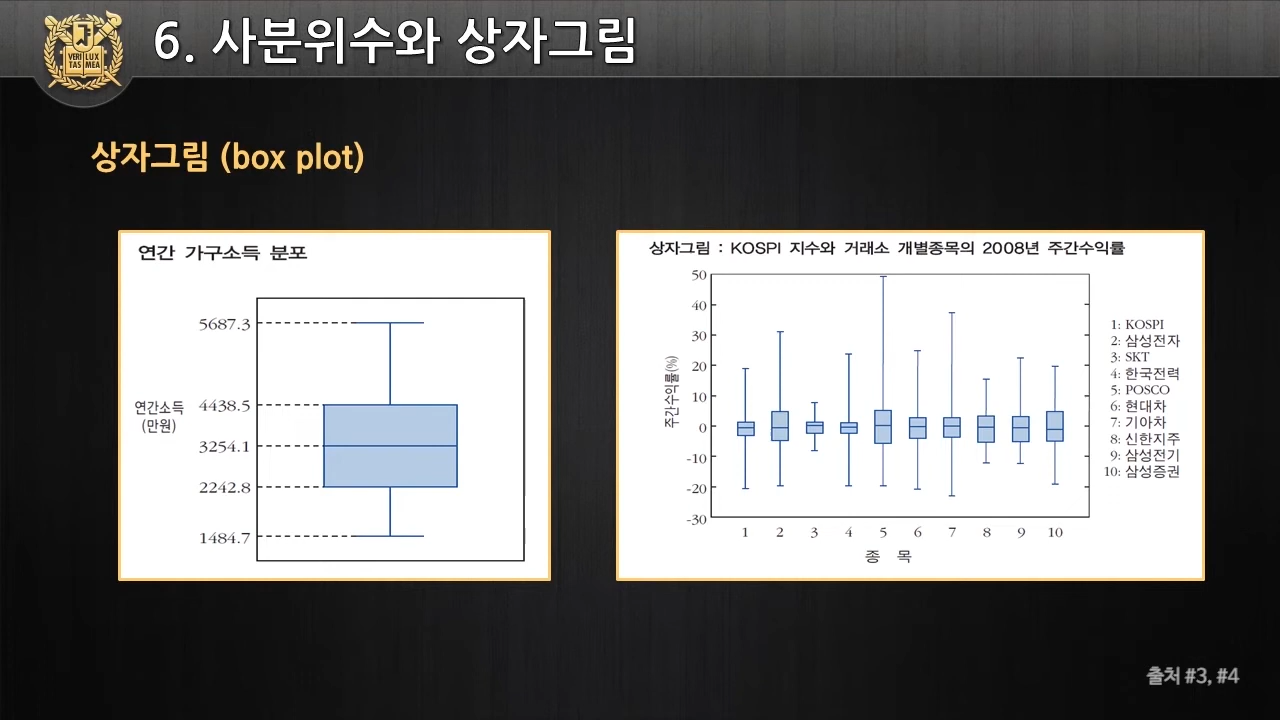 VERI LUX
TAS MEA
6. 사분위수와 상자그림
상자그림 (box plot)
연간 가구소득 분포
5687.3
4438.5
연간소득
(만원)
3254.1
2242.8
1484.7
상자그림 : KOSPI 지수와 거래소 개별종목의 2008년 주간수익률
50
40
30
20
10
0
-10
-20
-30
주간수익률(%)
1 2 3 4 5 6 7 8 9 10
종 목
1: KOSPI
2: 삼성전자
3: SKT
4: 한국전력
5: POSCO
6: 현대차
7: 기아차
8: 신한지주
9: 삼성전기
10: 삼성증권
출처 #3, #4